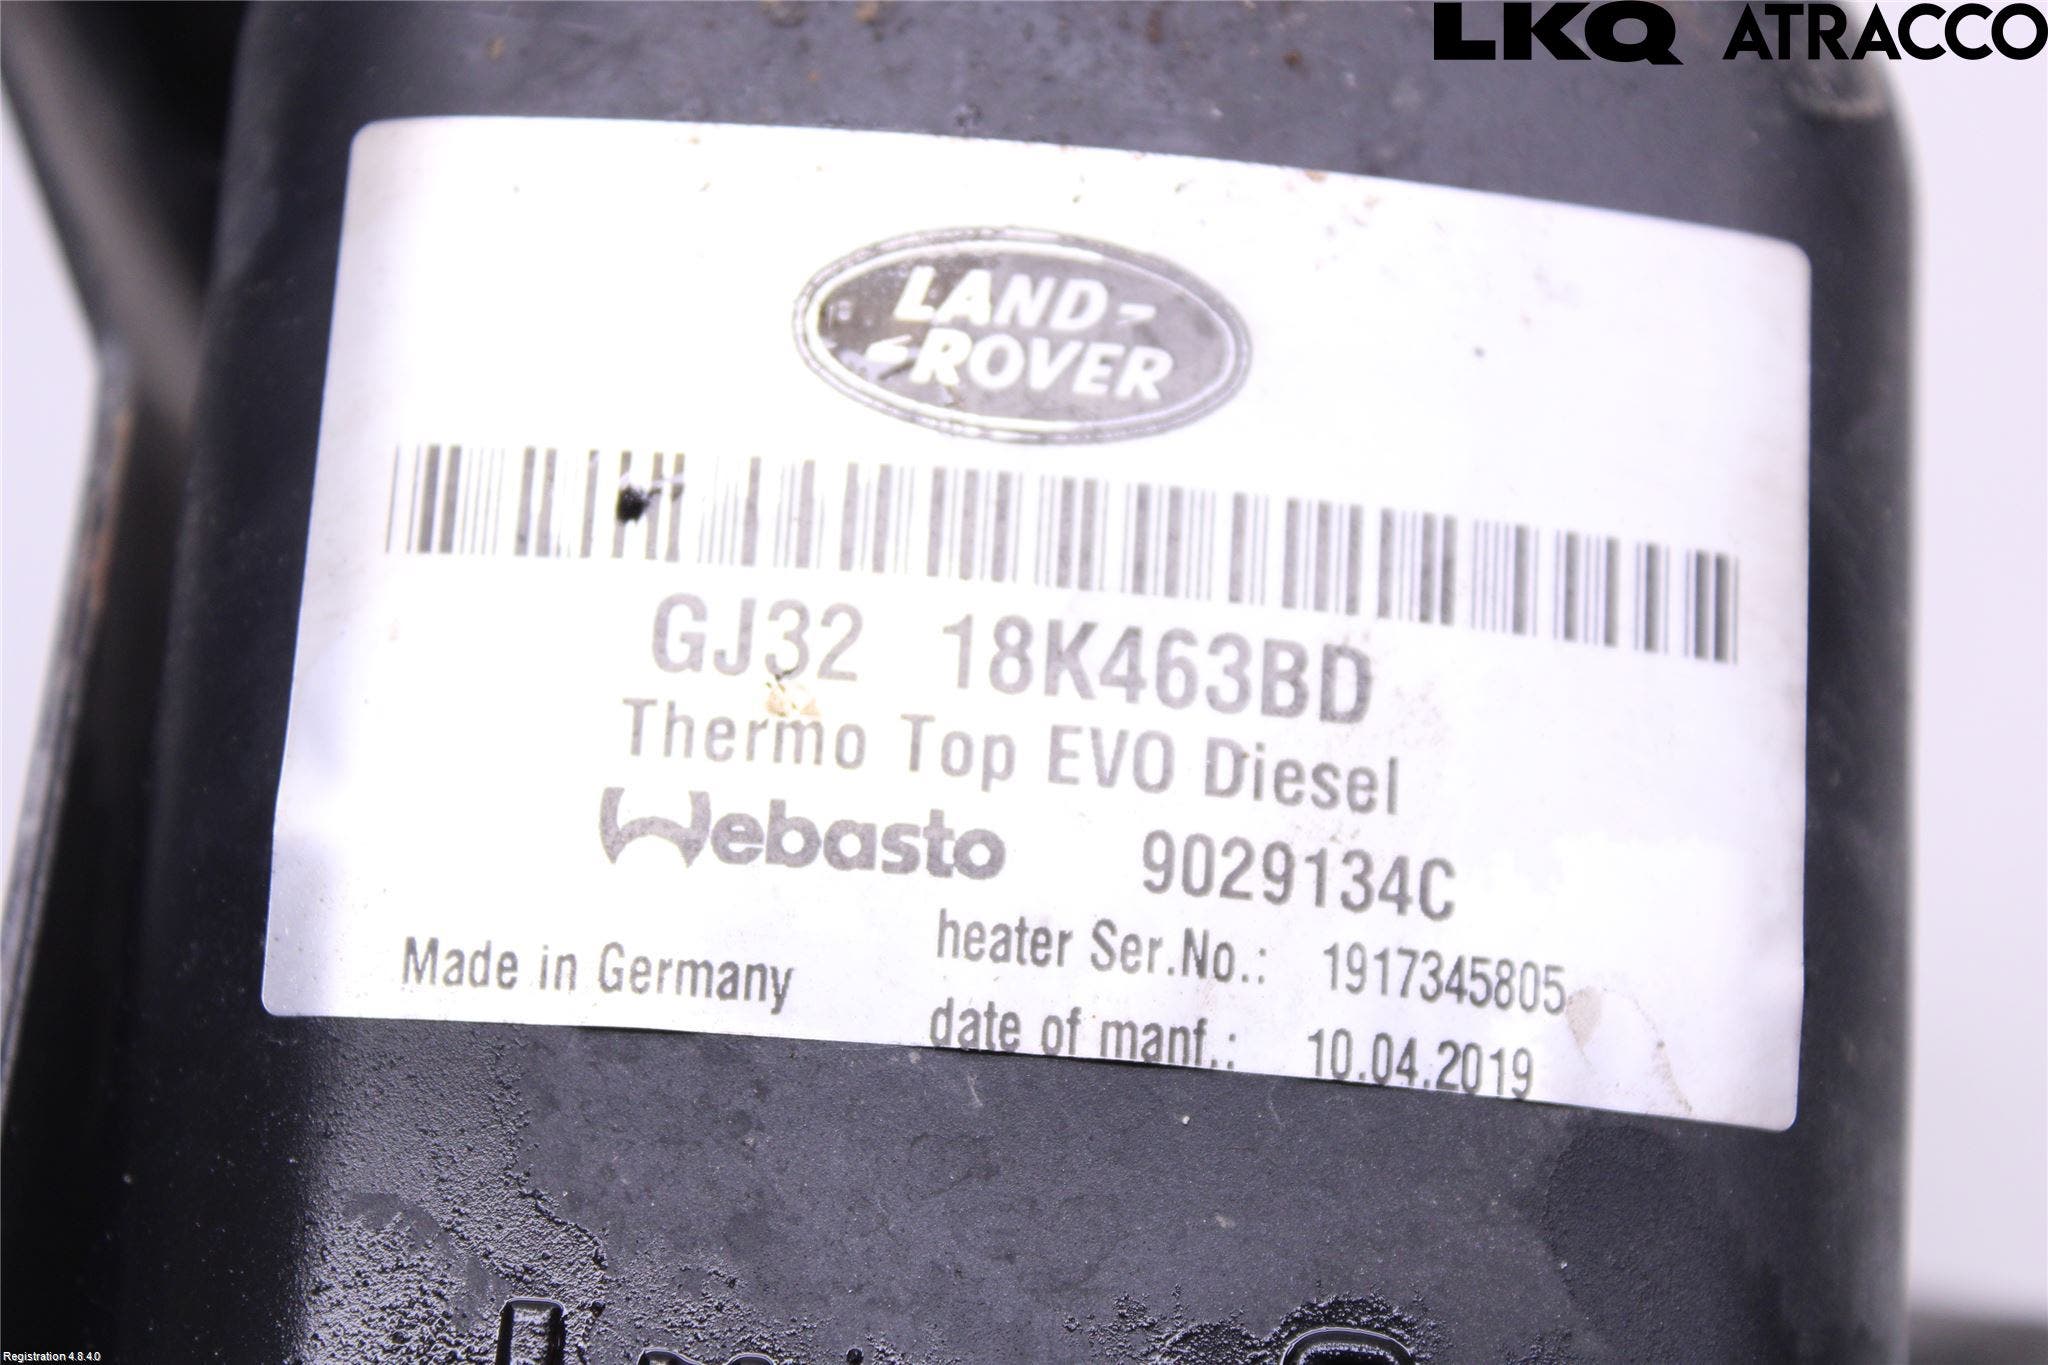 LKQ ATRACCO
LAND-
ROVER
GJ32 18K463BD
Thermo Top EVO Diesel
Webasto 9029134C
heater Ser.No.: 1917345805
Made in Germany
date of manf.: 10.04.2019
Registration 4.8.4.0